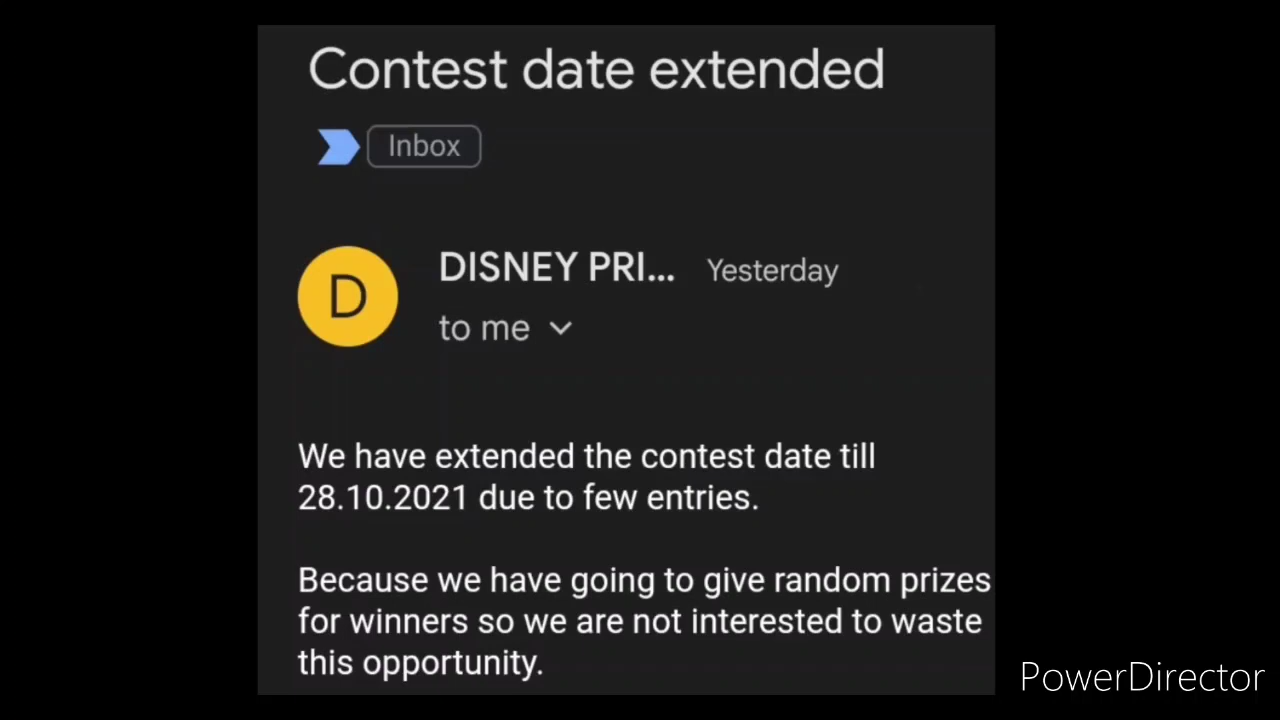 Contest date extended
Inbox
D
DISNEY PRI... Yesterday
to me
We have extended the contest date till
28.10.2021 due to few entries.
Because we have going to give random prizes
for winners so we are not interested to waste
this opportunity.
PowerDirector